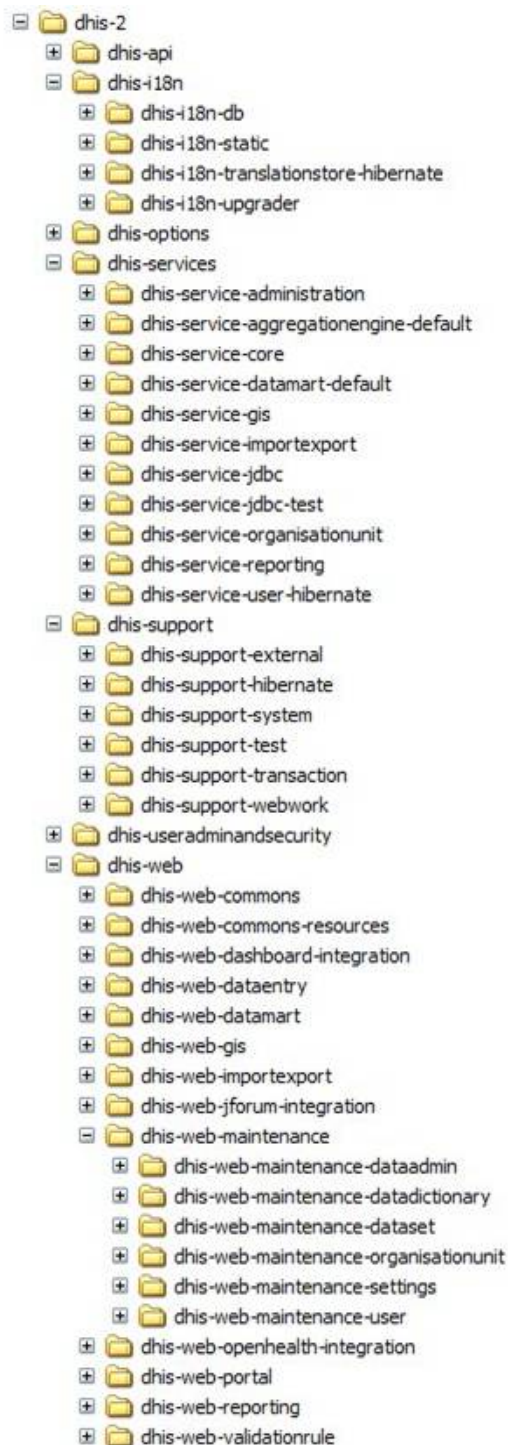 dhis-2
dhis-api
dhis-i18n
dhis-i18n-db
dhis-i18n-static
dhis-i18n-translationstore-hibernate
dhis-i18n-upgrader
dhis-options
dhis-services
dhis-service-administration
dhis-service-aggregationengine-default
dhis-service-core
dhis-service-datamart-default
dhis-service-gis
dhis-service-importexport
dhis-service-jdbc
dhis-service-jdbc-test
dhis-service-organisationunit
dhis-service-reporting
dhis-service-user-hibernate
dhis-support
dhis-support-external
dhis-support-hibernate
dhis-support-system
dhis-support-test
dhis-support-transaction
dhis-support-webwork
dhis-useradminandsecurity
dhis-web
dhis-web-commons
dhis-web-commons-resources
dhis-web-dashboard-integration
dhis-web-dataentry
dhis-web-datamart
dhis-web-gis
dhis-web-importexport
dhis-web-jforum-integration
dhis-web-maintenance
dhis-web-maintenance-dataadmin
dhis-web-maintenance-datadictionary
dhis-web-maintenance-dataset
dhis-web-maintenance-organisationunit
dhis-web-maintenance-settings
dhis-web-maintenance-user
dhis-web-openhealth-integration
dhis-web-portal
dhis-web-reporting
dhis-web-validationrule